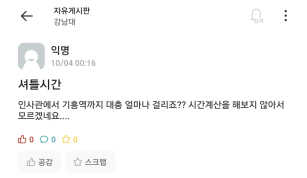 자유게시판
강남대
익명
10/04 00:16
셔틀시간
인사관에서 기흥역까지 대충 얼마나 걸리죠?? 시간계산을 해보지 않아서
모르겠네요....
0 0 0
공감 스크랩